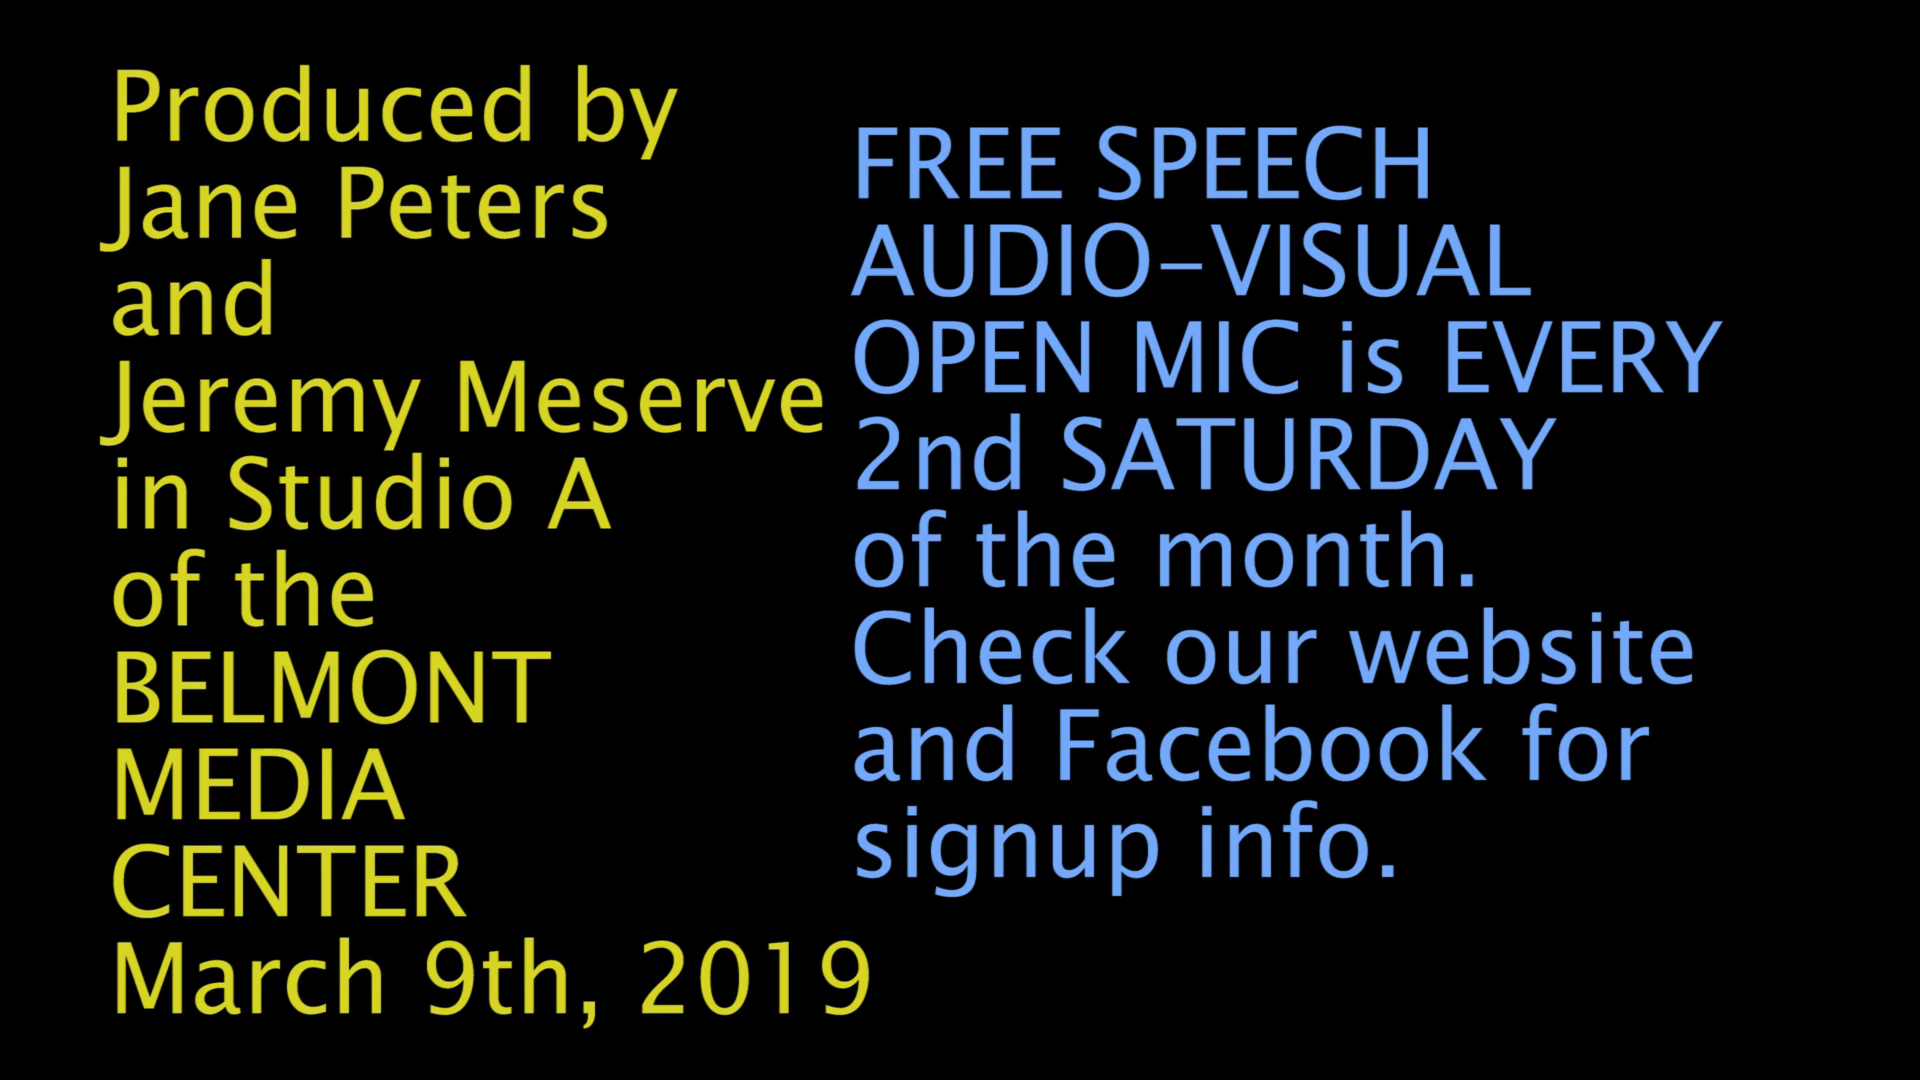 Produced by
Jane Peters
and
Jeremy Meserve
in Studio A
of the
BELMONT
MEDIA
CENTER
March 9th, 2019
FREE SPEECH
AUDIO-VISUAL
OPEN MIC is EVERY
2nd SATURDAY
of the month.
Check our website
and Facebook for
signup info.